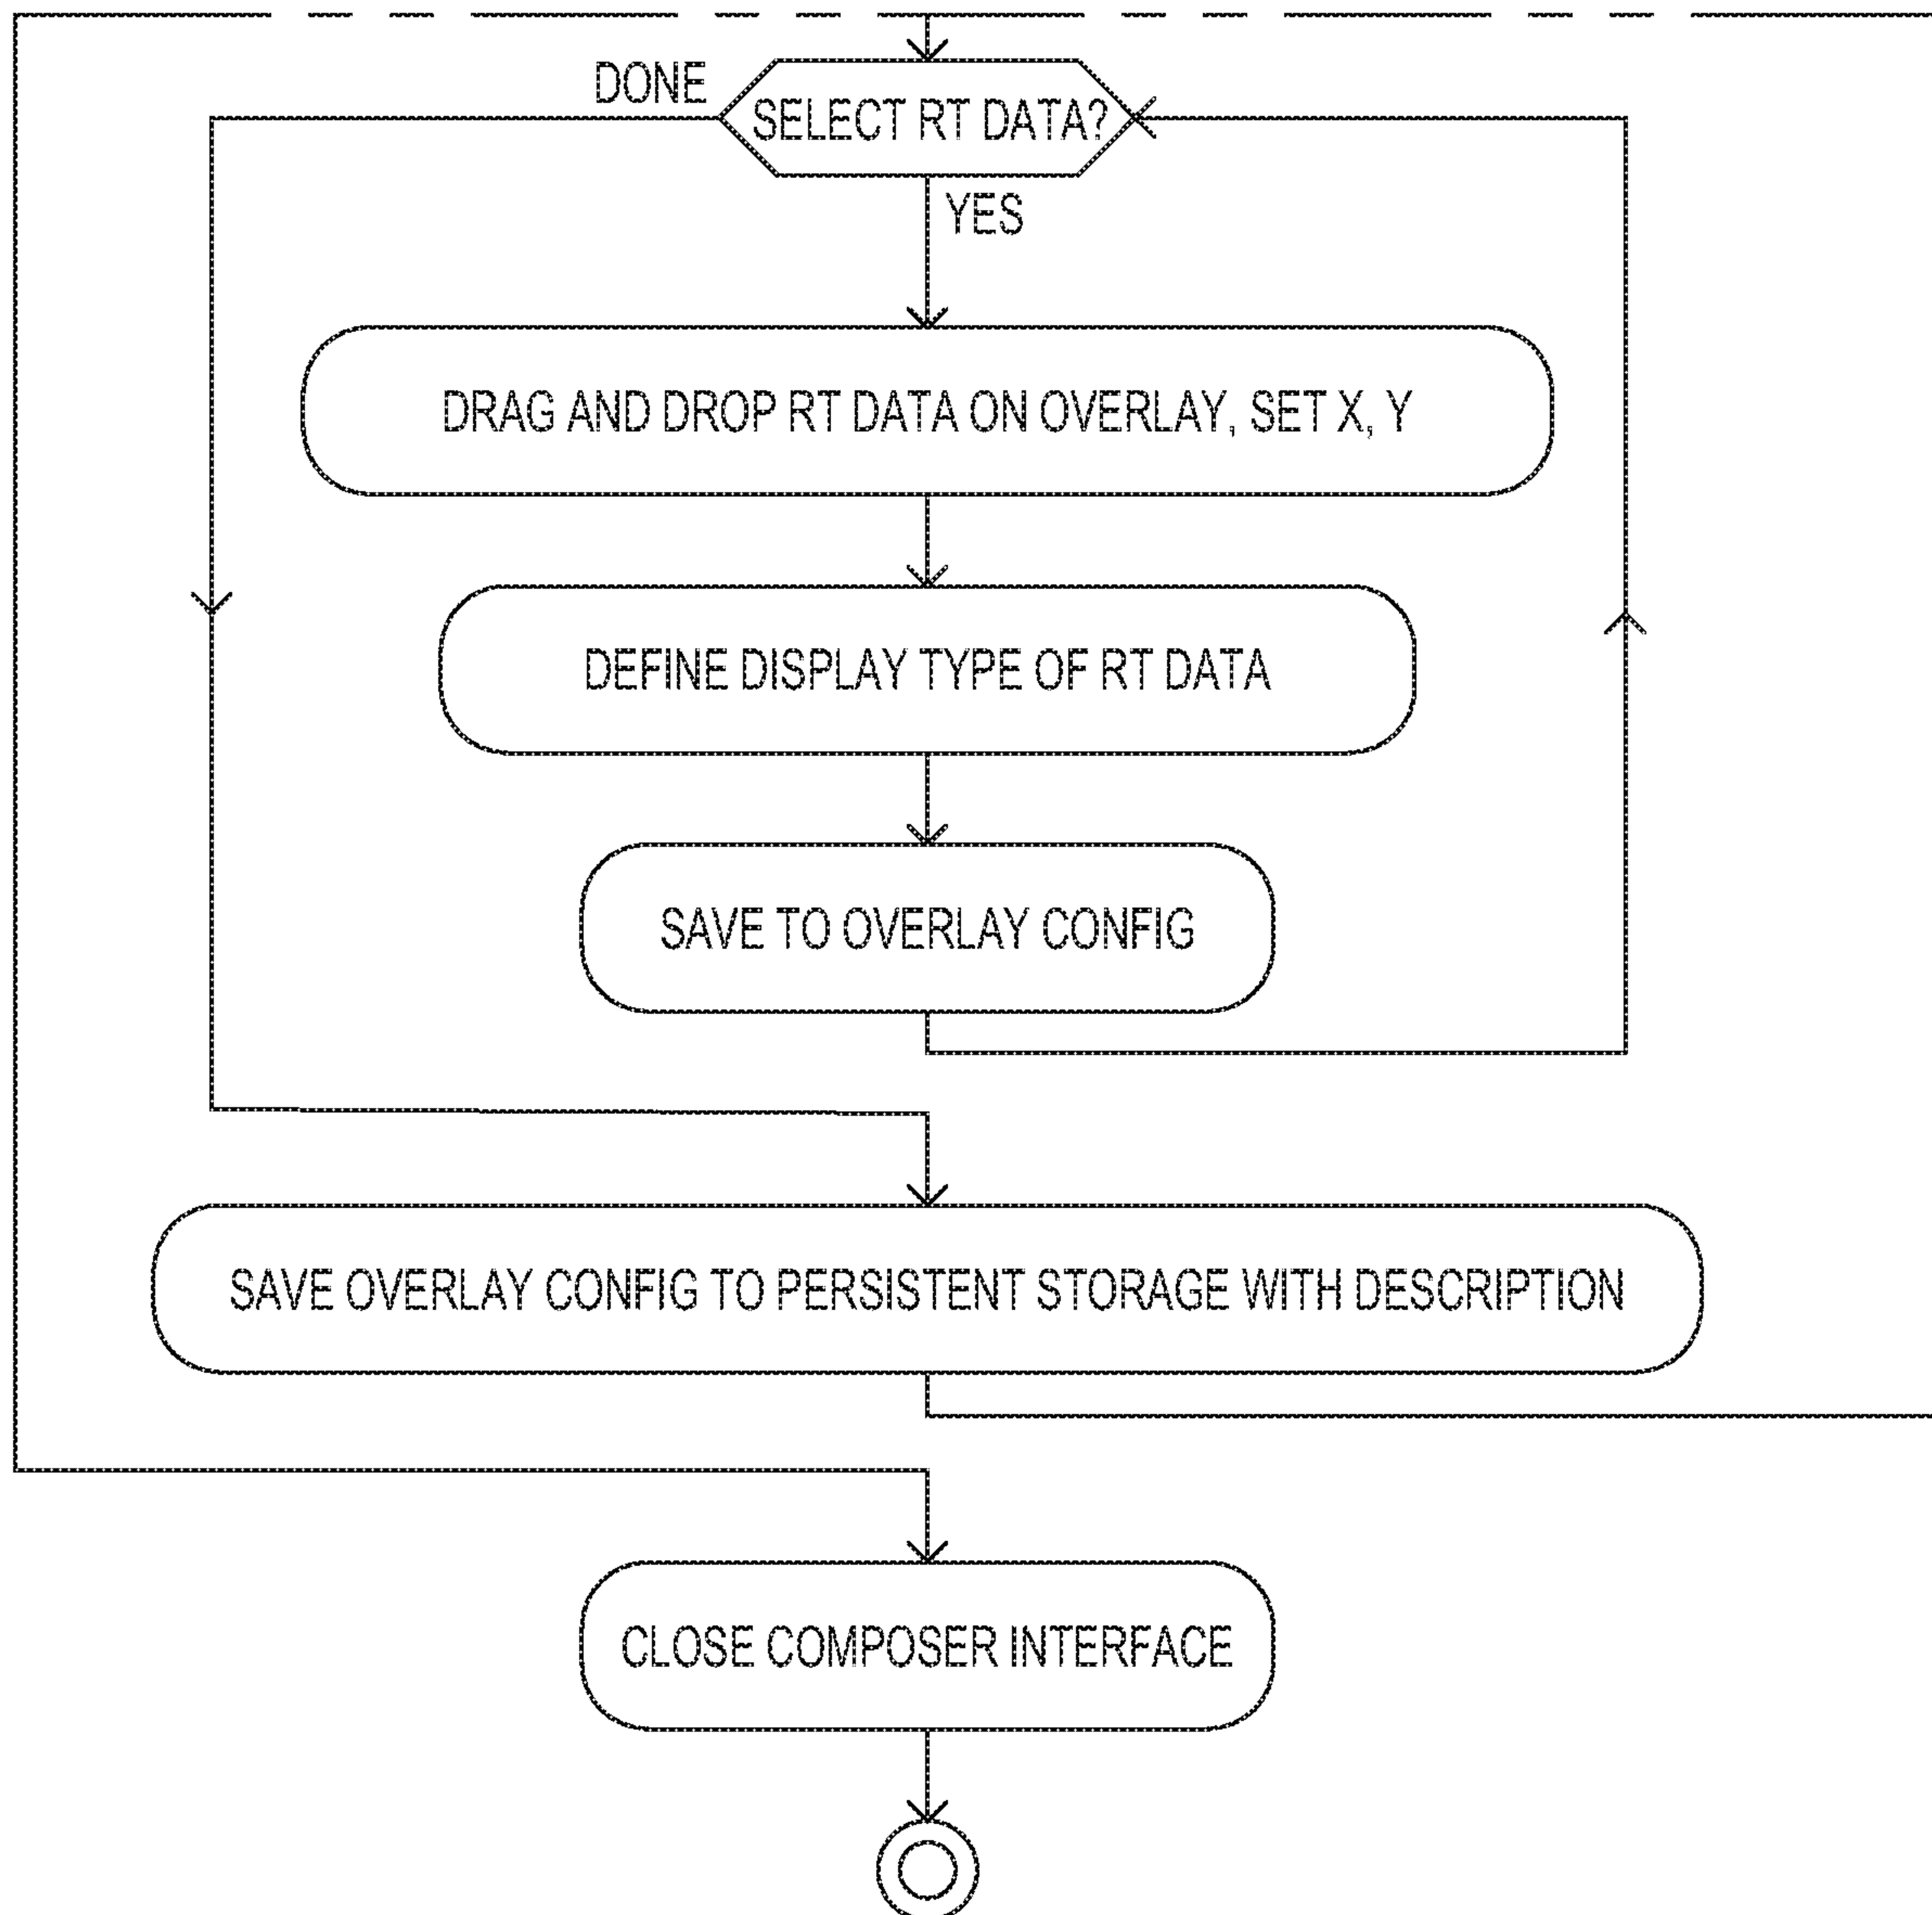 DONE
SELECT RT DATA?
YES
DRAG AND DROP RT DATA ON OVERLAY, SET X, Y
DEFINE DISPLAY TYPE OF RT DATA
SAVE TO OVERLAY CONFIG
SAVE OVERLAY CONFIG TO PERSISTENT STORAGE WITH DESCRIPTION
CLOSE COMPOSER INTERFACE